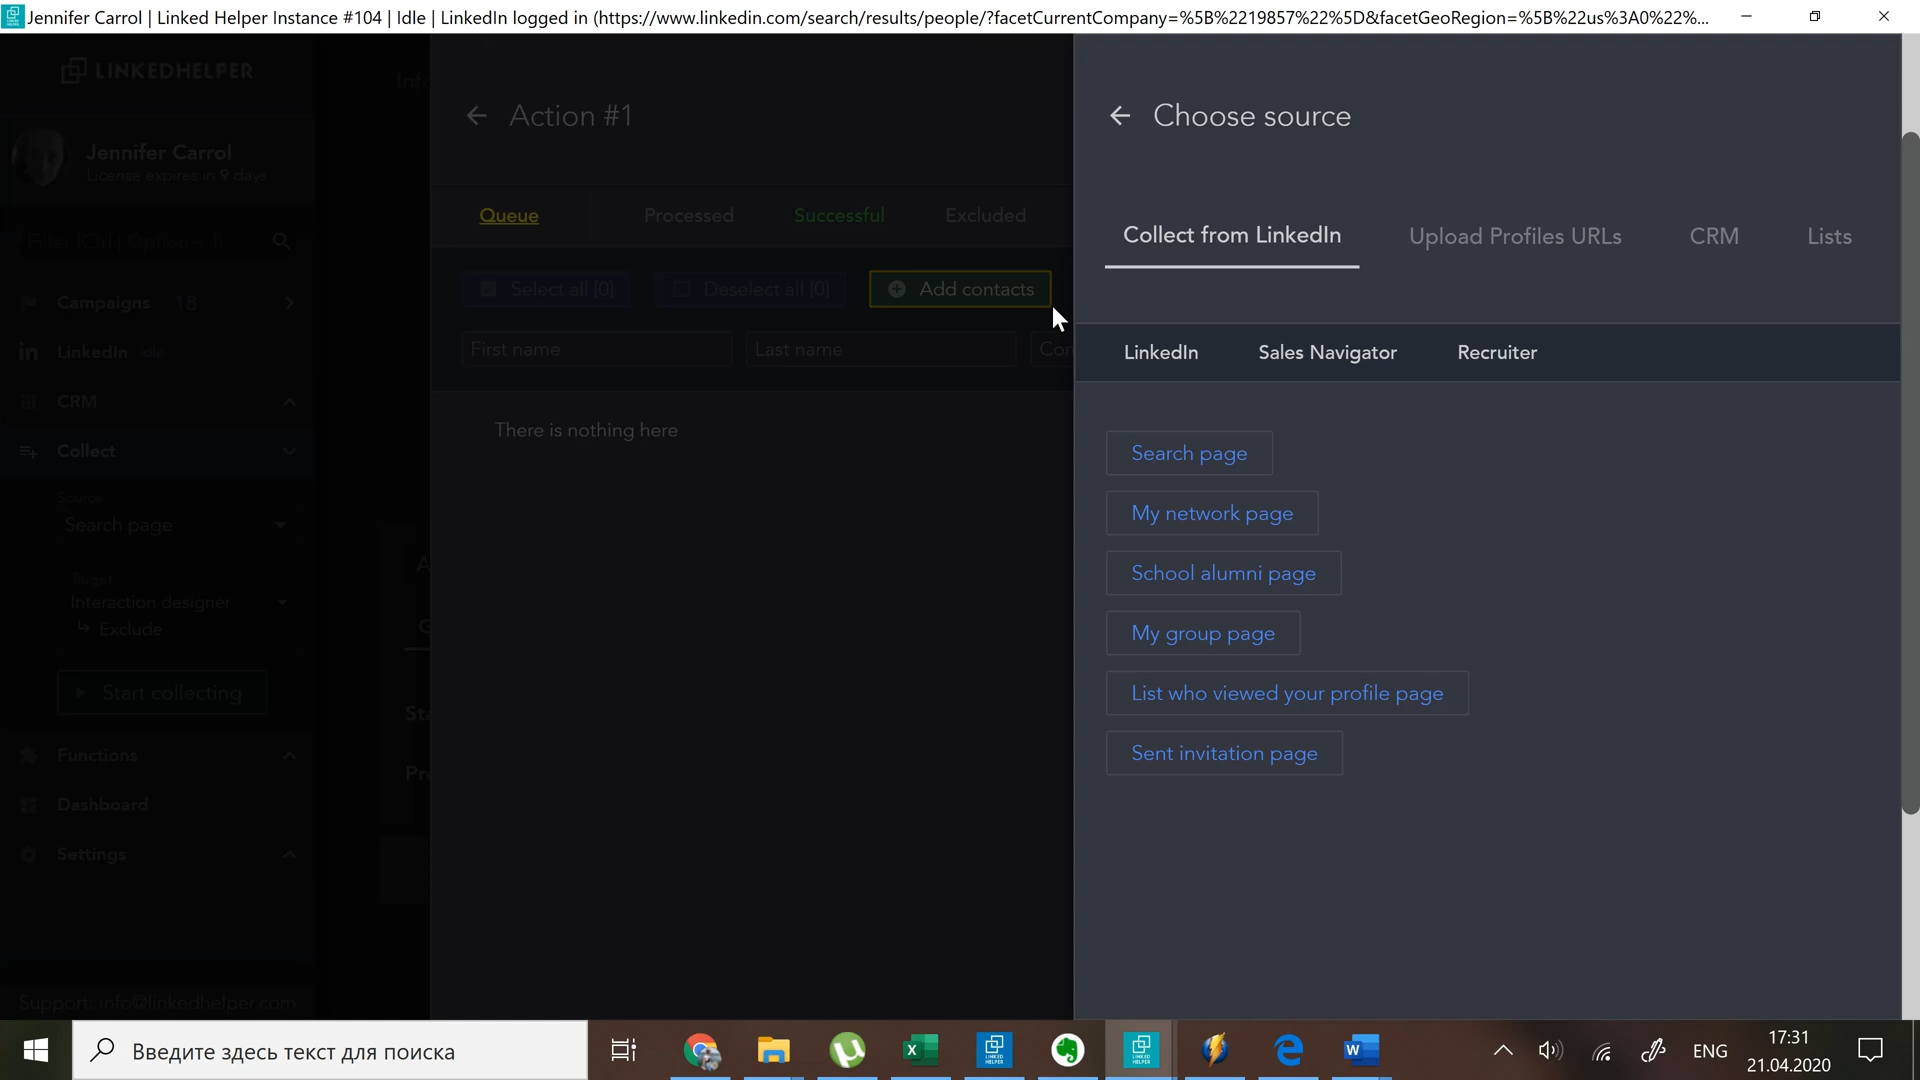 Jennifer Carrol | Linked Helper Instance #104 | Idle | LinkedIn logged in (https://www.linkedin.com/search/results/people/?facetCurrentCompany=%5B%2219857%22%5D&facetGeoRegion=%5B%22us%3A0%22%...
LINKEDHELPER
Jennifer Carrol
License expires in 9 days
Campaigns 18
LinkedIn Idle
CRM
Collect
Source
Search page
Target
Interaction designer
Exclude
Start collecting
Functions
Dashboard
Settings
Support: info@linkedhelper.com
Action #1
Queue Processed Successful Excluded
Select all [0] Deselect all [0] Add contacts
First name Last name
There is nothing here
Choose source
Collect from LinkedIn Upload Profiles URLs CRM Lists
LinkedIn Sales Navigator Recruiter
Search page
My network page
School alumni page
My group page
List who viewed your profile page
Sent invitation page
Введите здесь текст для поиска
LINKED HELPER
LINKED HELPER
ENG
17:31
21.04.2020